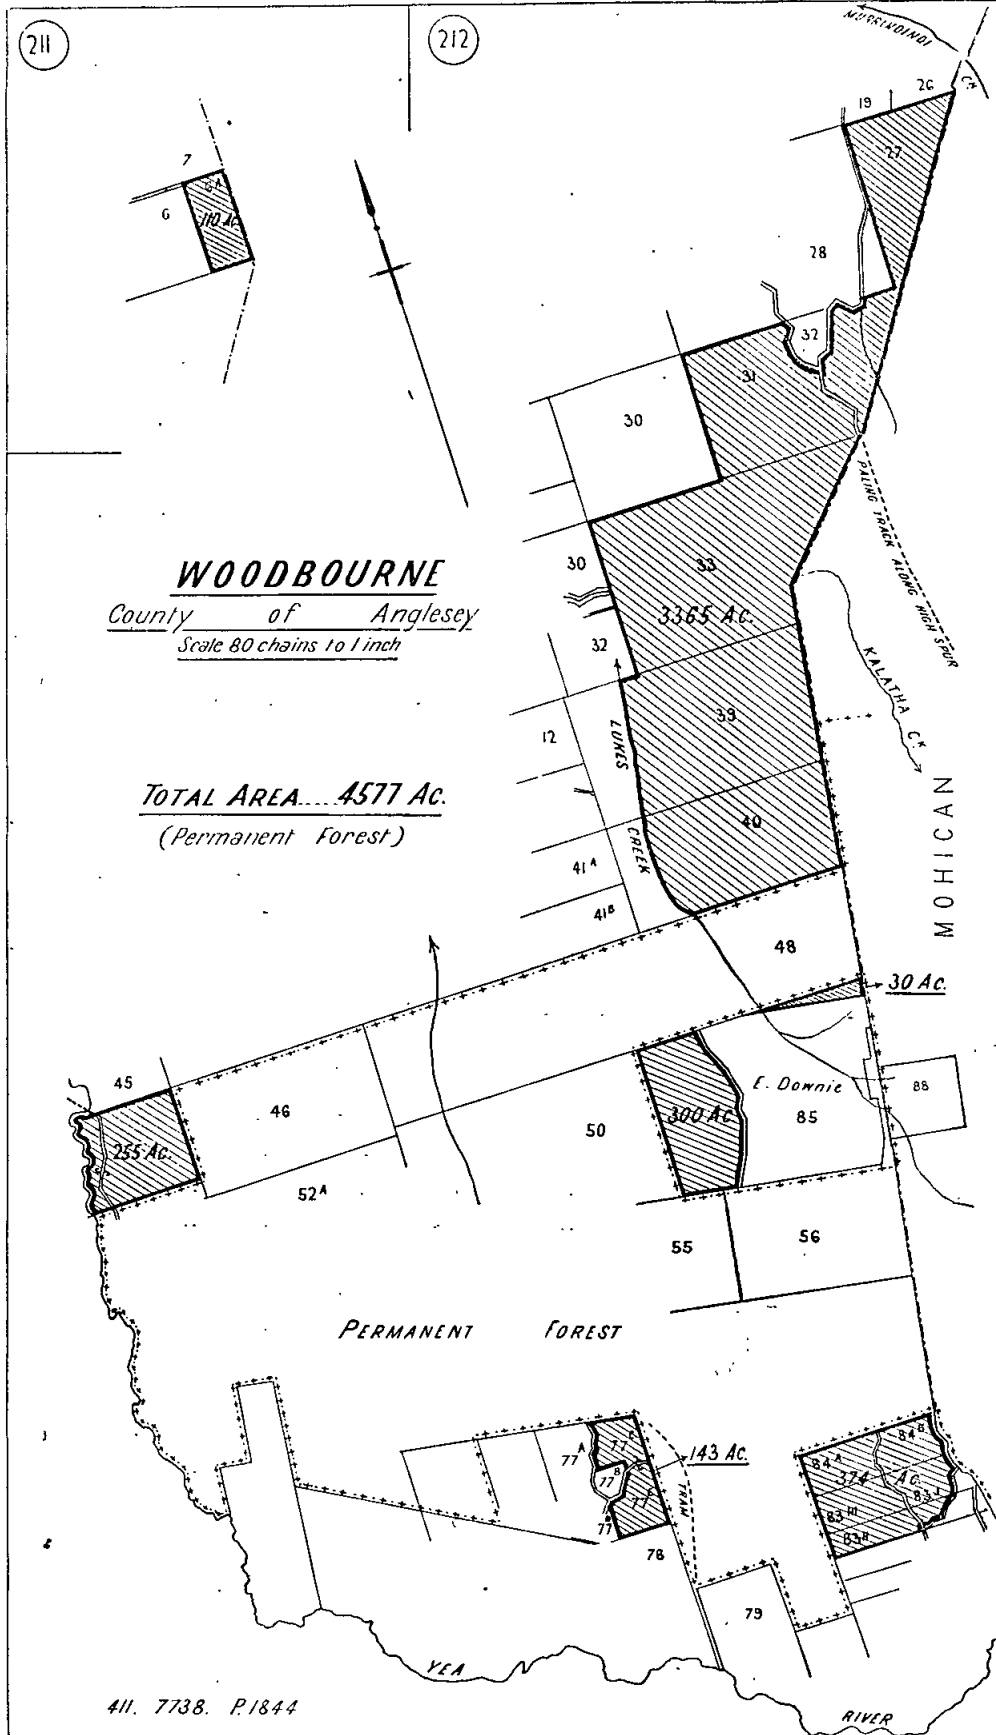 211
212
MURRINDINDI
CK
26
19
27
7
6A
6
110 Ac.
28
32
31
30
33
30
32
3365 Ac.
PALING TRACK ALONG HIGH SPUR
WOODBOURNE
County of Anglesey
Scale 80 chains to 1 inch
KALATHA CK
39
12
LUKES CREEK
TOTAL AREA.... 4577 Ac.
(Permanent Forest)
40
MOHICAN
41A
41B
48
30 Ac.
45
46
50
300 Ac
E. Downie
85
88
255 Ac.
52A
55
56
PERMANENT FOREST
77A
77B
143 Ac.
TRAM
84A
84B
374 Ac.
83J
83H
77
78
79
YEA RIVER
411. 7738. P.1844